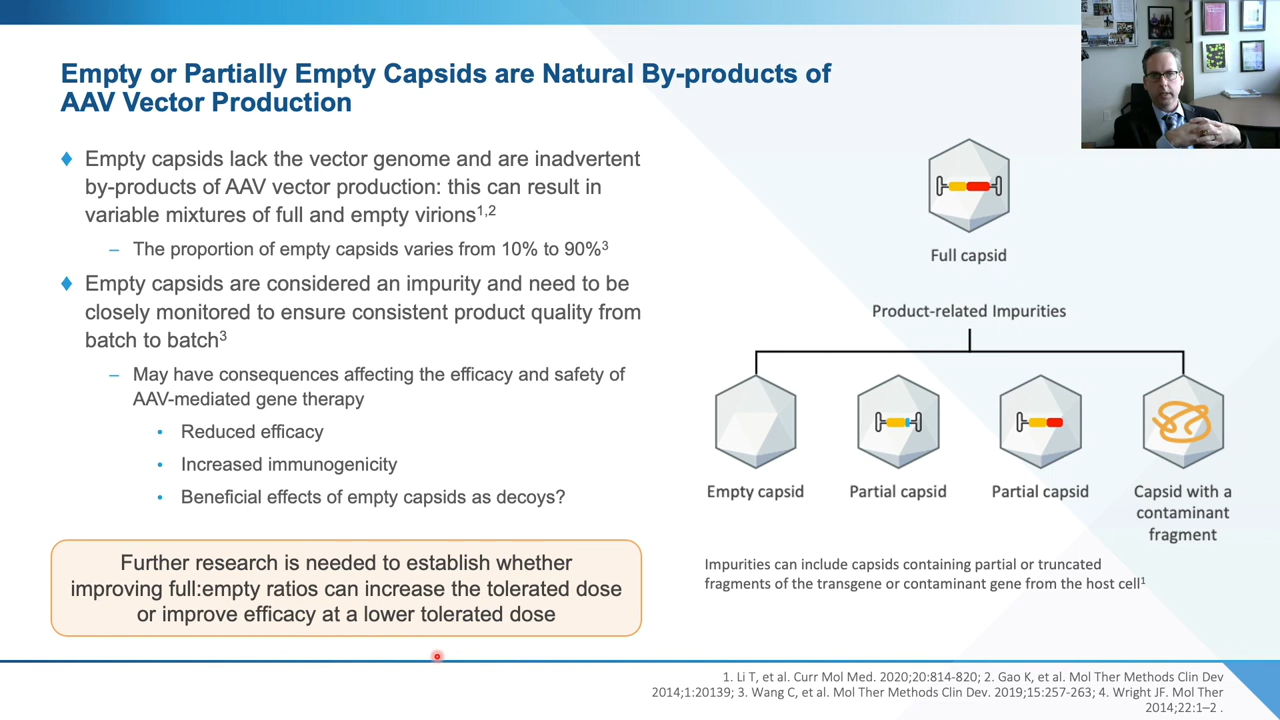 Empty or Partially Empty Capsids are Natural By-products of
AAV Vector Production
♦ Empty capsids lack the vector genome and are inadvertent
by-products of AAV vector production: this can result in
variable mixtures of full and empty virions1,2
– The proportion of empty capsids varies from 10% to 90%3
♦ Empty capsids are considered an impurity and need to be
closely monitored to ensure consistent product quality from
batch to batch3
– May have consequences affecting the efficacy and safety of
AAV-mediated gene therapy
• Reduced efficacy
• Increased immunogenicity
• Beneficial effects of empty capsids as decoys?
Further research is needed to establish whether
improving full:empty ratios can increase the tolerated dose
or improve efficacy at a lower tolerated dose
Full capsid
Product-related Impurities
Empty capsid
Partial capsid
Partial capsid
Capsid with a
contaminant
fragment
Impurities can include capsids containing partial or truncated
fragments of the transgene or contaminant gene from the host cell1
1. Li T, et al. Curr Mol Med. 2020;20:814-820; 2. Gao K, et al. Mol Ther Methods Clin Dev
2014;1:20139; 3. Wang C, et al. Mol Ther Methods Clin Dev. 2019;15:257-263; 4. Wright JF. Mol Ther
2014;22:1–2 .